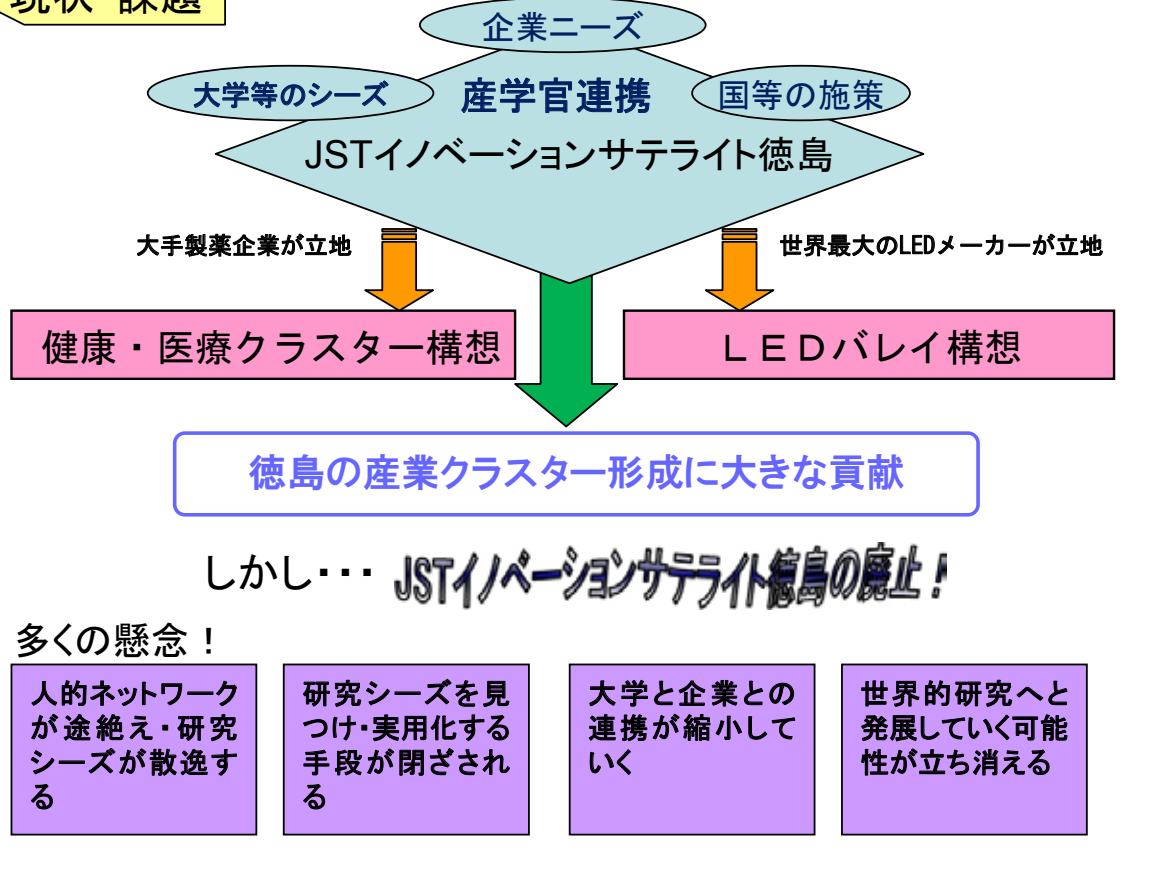 現状 課題
企業ニーズ
大学等のシーズ
産学官連携
国等の施策
JSTイノベーションサテライト徳島
大手製薬企業が立地
世界最大のLEDメーカーが立地
健康・医療クラスター構想
ＬＥＤバレイ構想
徳島の産業クラスター形成に大きな貢献
しかし・・・ JSTイノベーションサテライト徳島の廃止！
多くの懸念！
人的ネットワーク
が途絶え・研究
シーズが散逸す
る
研究シーズを見
つけ・実用化する
手段が閉ざされ
る
大学と企業との
連携が縮小して
いく
世界的研究へと
発展していく可能
性が立ち消える